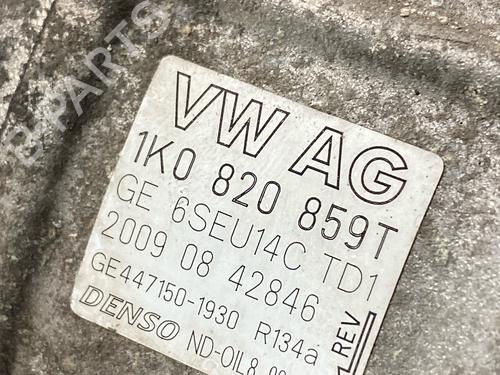 B-PARTS
VW AG
1K0 820 859T
GE 6SEU14C TD1
2009 08 42846
GE447150-1930 R134a
DENSO ND-OIL8
REV